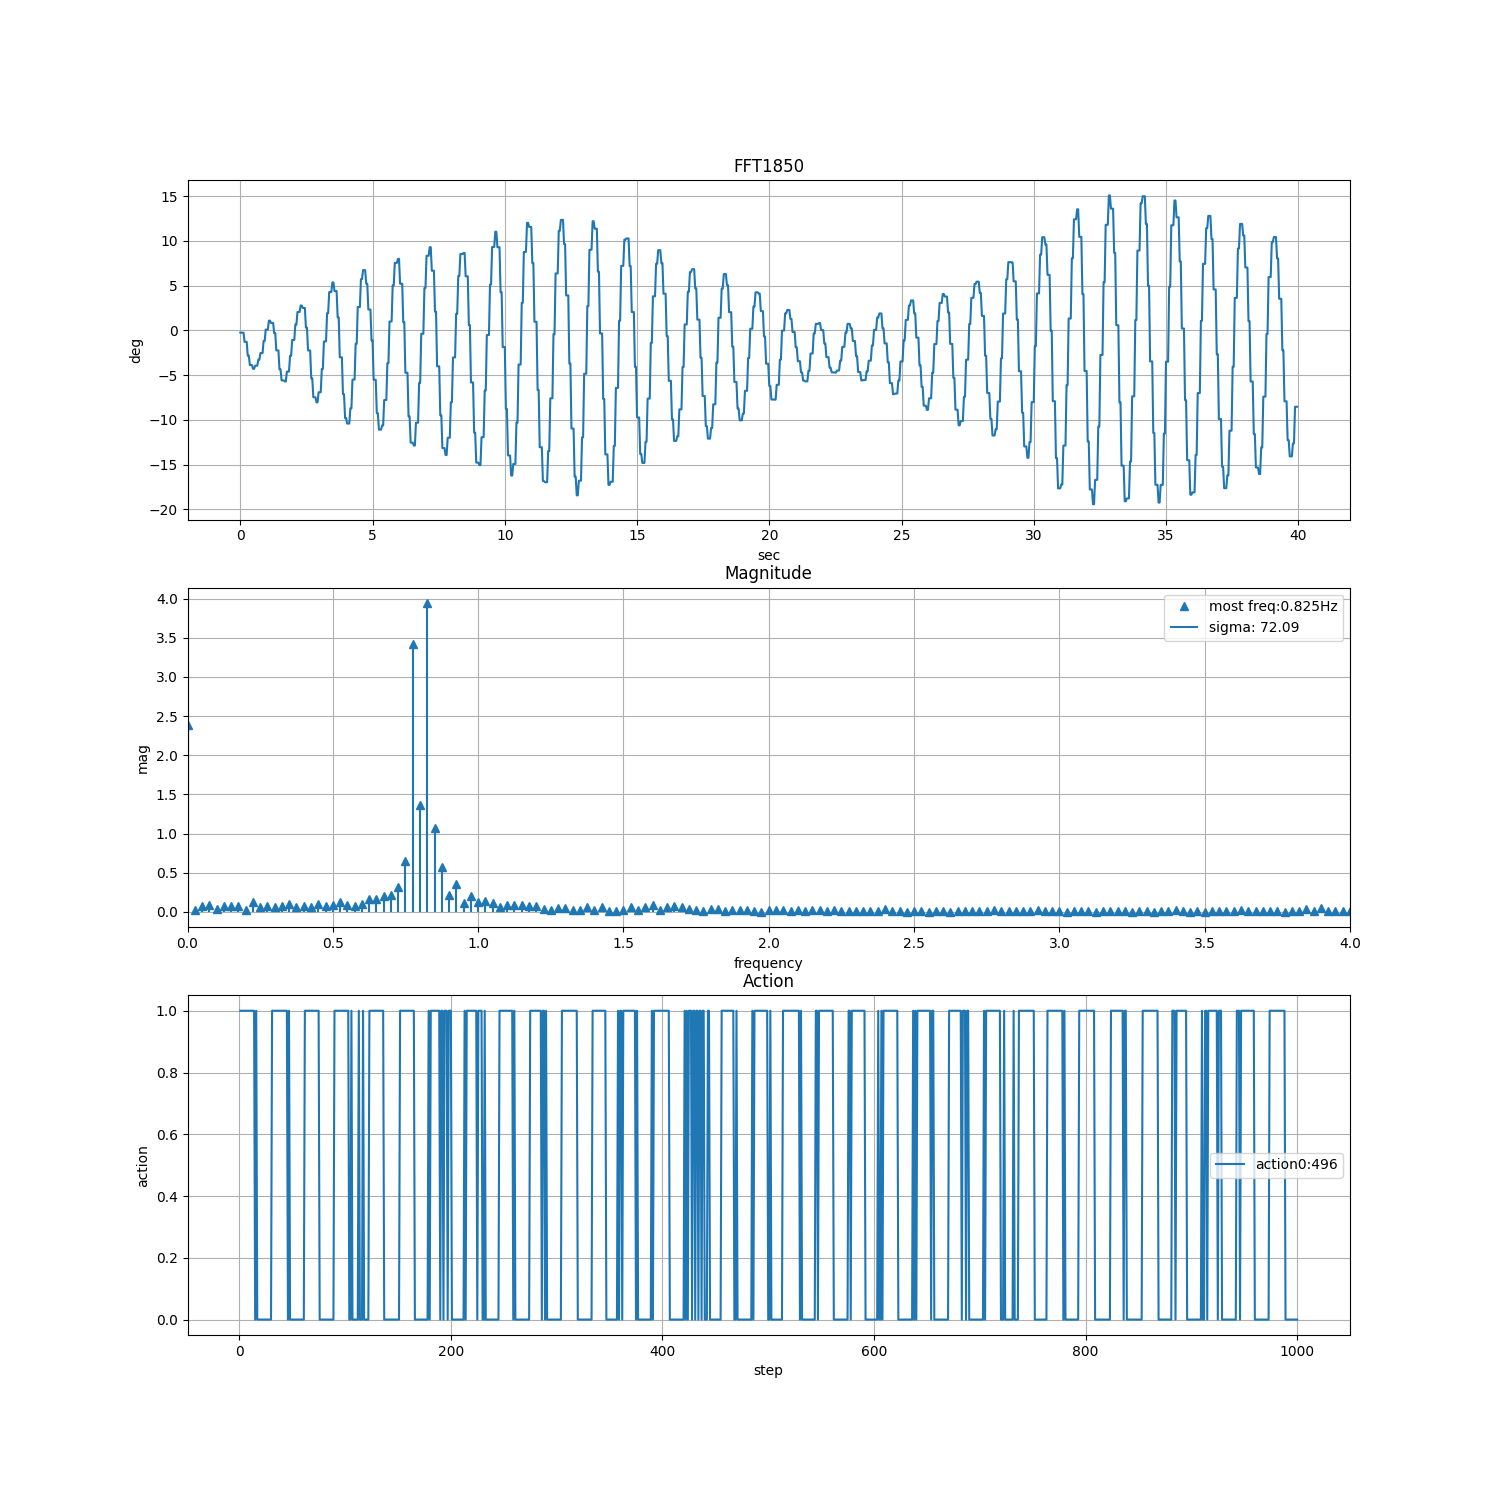 FFT1850
15
10
5
0
−5
−10
−15
−20
deg
0 5 10 15 20 25 30 35 40
sec
Magnitude
4.0
3.5
3.0
2.5
2.0
1.5
1.0
0.5
0.0
mag
most freq:0.825Hz
sigma: 72.09
0.0 0.5 1.0 1.5 2.0 2.5 3.0 3.5 4.0
frequency
Action
1.0
0.8
0.6
0.4
0.2
0.0
action
action0:496
0 200 400 600 800 1000
step